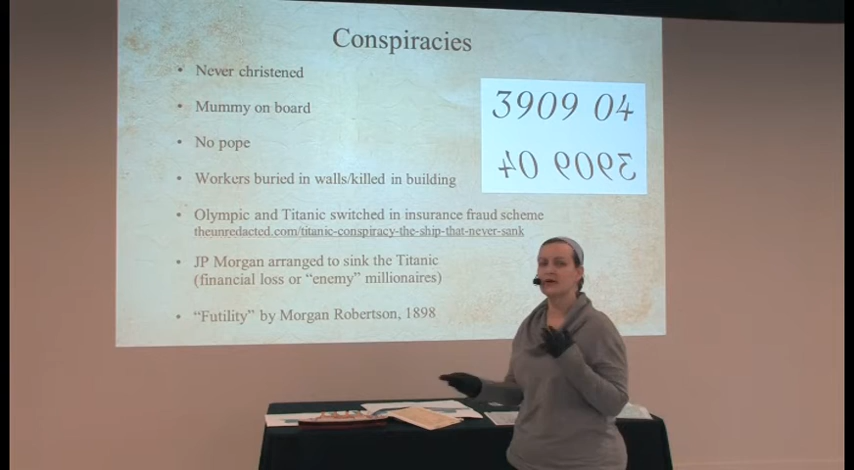 Conspiracies
• Never christened
• Mummy on board
• No pope
• Workers buried in walls/killed in building
• Olympic and Titanic switched in insurance fraud scheme
theunredacted.com/titanic-conspiracy-the-ship-that-never-sank
• JP Morgan arranged to sink the Titanic
(financial loss or “enemy” millionaires)
• “Futility” by Morgan Robertson, 1898
3909 04
3909 04